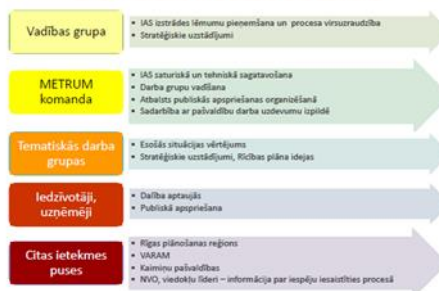 Vadības grupa
▪ IAS izstrādes lēmumu pieņemšana un procesa virsuzraudzība
▪ Stratēģiskie uzstādījumi
METRUM
komanda
▪ IAS saturiskā un tehniskā sagatavošana
▪ Darba grupu vadīšana
▪ Atbalsts publiskās apspriešanas organizēšanā
▪ Sadarbība ar pašvaldību darba uzdevumu izpildē
Tematiskās darba
grupas
▪ Esošās situācijas vērtējums
▪ Stratēģiskie uzstādījumi, Rīcības plāna idejas
Iedzīvotāji,
uzņēmēji
▪ Dalība aptaujās
▪ Publiskā apspriešana
Citas ietekmes
puses
▪ Rīgas plānošanas reģions
▪ VARAM
▪ Kaimiņu pašvaldības
▪ NVO, viedokļu līderi – informācija par iespēju iesaistīties procesā